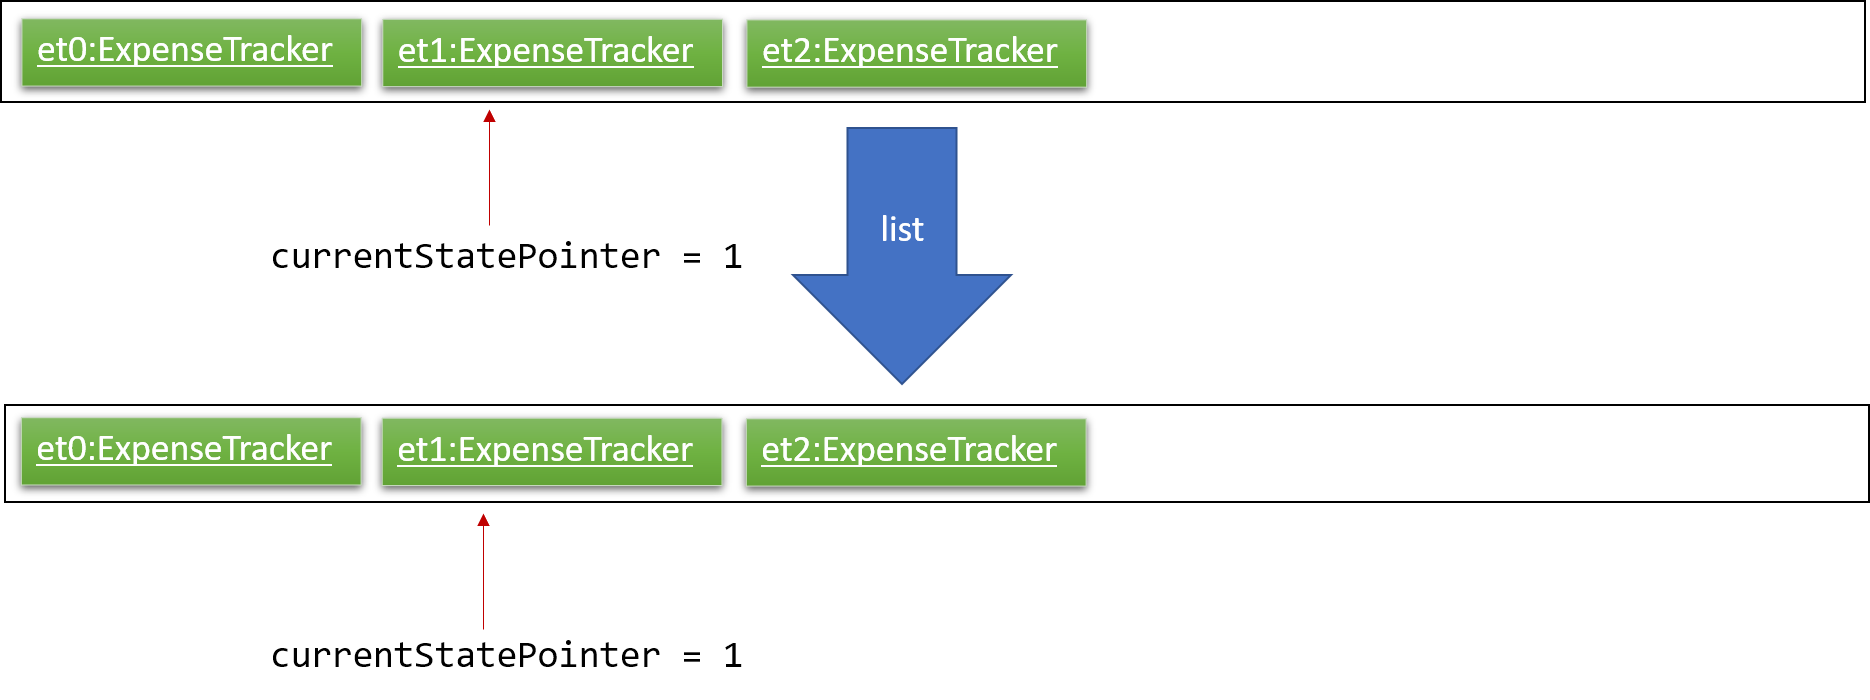 et0:ExpenseTracker et1:ExpenseTracker et2:ExpenseTracker
list
currentStatePointer = 1
et0:ExpenseTracker et1:ExpenseTracker et2:ExpenseTracker
currentStatePointer = 1